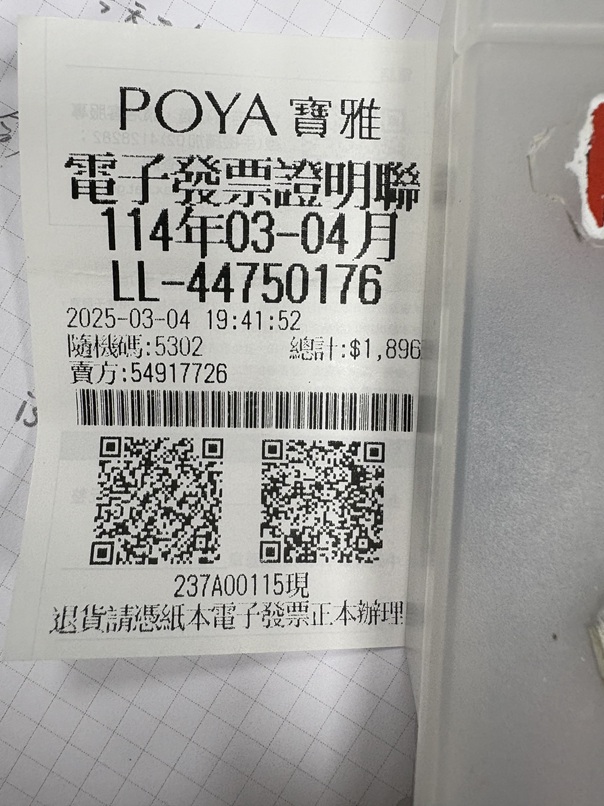 POYA 寶雅
電子發票證明聯
114年03-04月
LL-44750176
2025-03-04 19:41:52
隨機碼:5302 總計:$1,896
賣方:54917726
237A00115現
退貨請憑紙本電子發票正本辦理